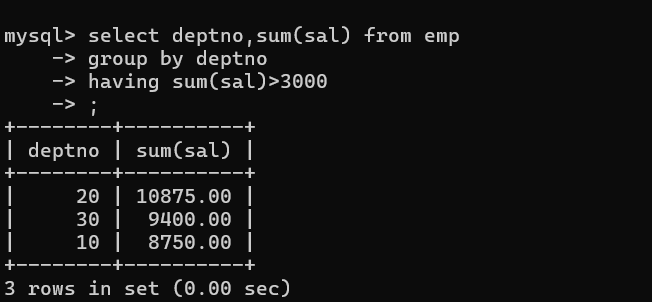 mysql> select deptno,sum(sal) from emp
    -> group by deptno
    -> having sum(sal)>3000
    -> ;
+--------+----------+
| deptno | sum(sal) |
+--------+----------+
|     20 | 10875.00 |
|     30 |  9400.00 |
|     10 |  8750.00 |
+--------+----------+
3 rows in set (0.00 sec)